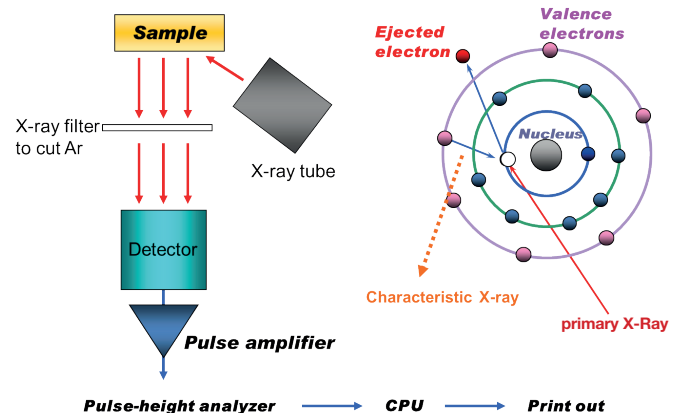 Sample
X-ray filter
to cut Ar
X-ray tube
Detector
Pulse amplifier
Pulse-height analyzer
CPU
Print out
Ejected
electron
Valence
electrons
Nucleus
Characteristic X-ray
primary X-Ray